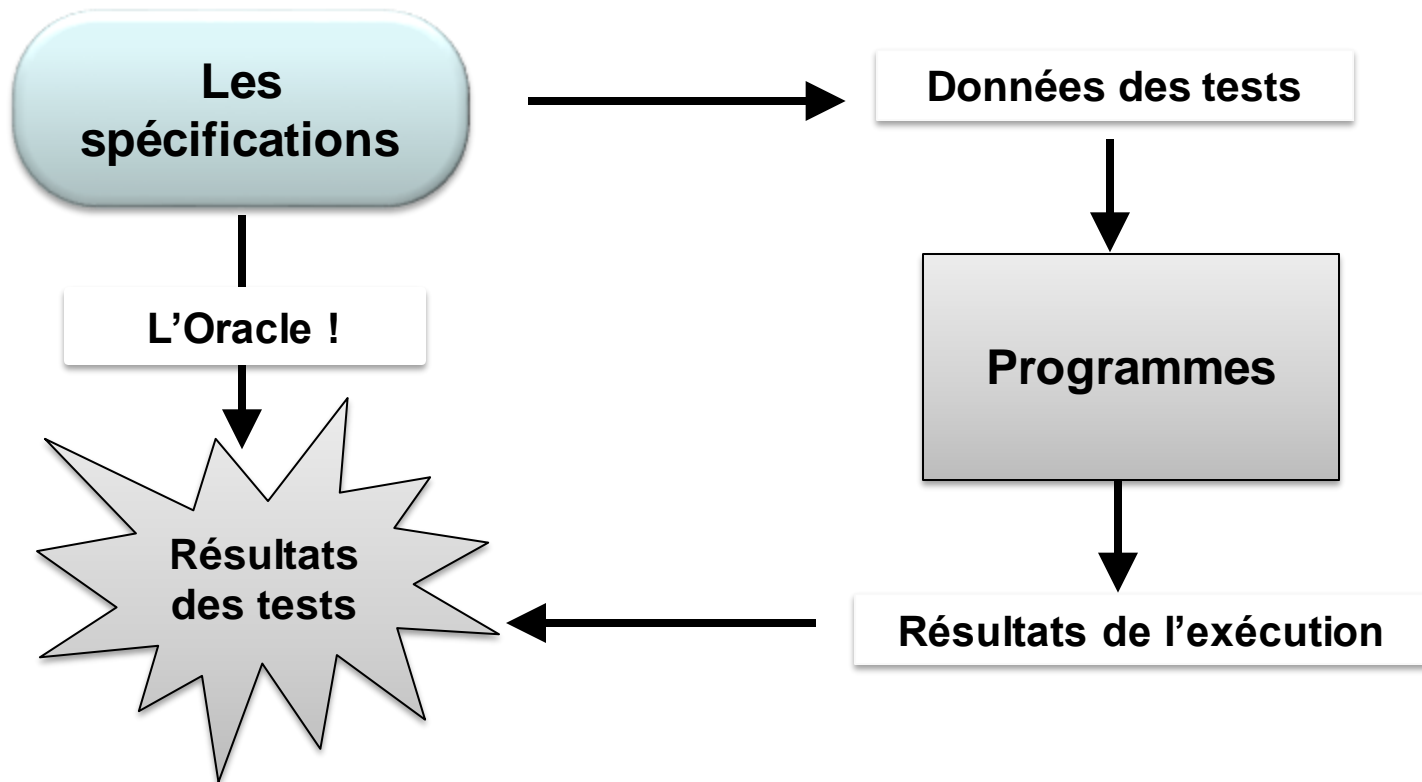 Les
spécifications
Données des tests
L’Oracle !
Programmes
Résultats
des tests
Résultats de l’exécution